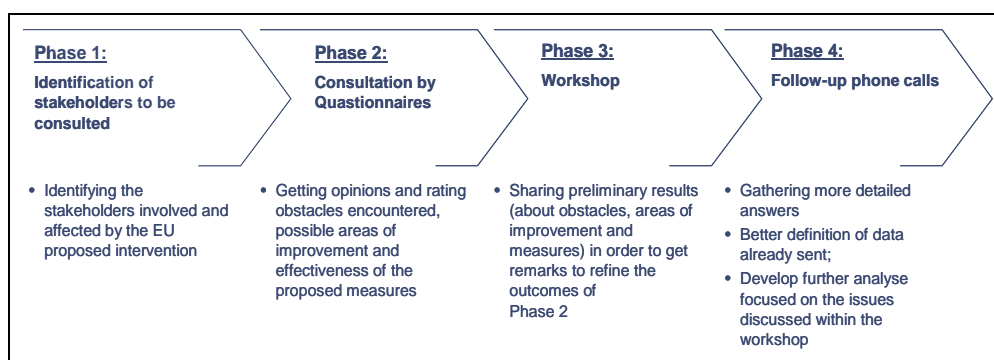 Phase 1:
Identification of
stakeholders to be
consulted
Phase 2:
Consultation by
Quastionnaires
Phase 3:
Workshop
Phase 4:
Follow-up phone calls
• Identifying the
stakeholders involved and
affected by the EU
proposed intervention
• Getting opinions and rating
obstacles encountered,
possible areas of
improvement and
effectiveness of the
proposed measures
• Sharing preliminary results
(about obstacles, areas of
improvement and
measures) in order to get
remarks to refine the
outcomes of
Phase 2
• Gathering more detailed
answers
• Better definition of data
already sent;
• Develop further analyse
focused on the issues
discussed within the
workshop